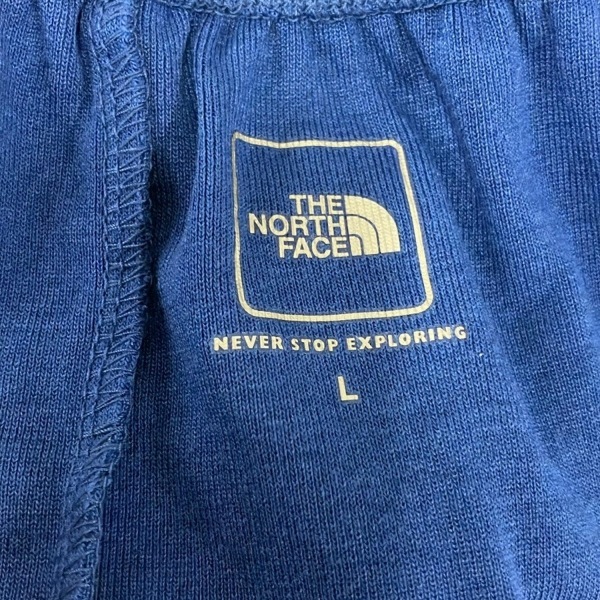 THE
NORTH
FACE
NEVER STOP EXPLORING
L